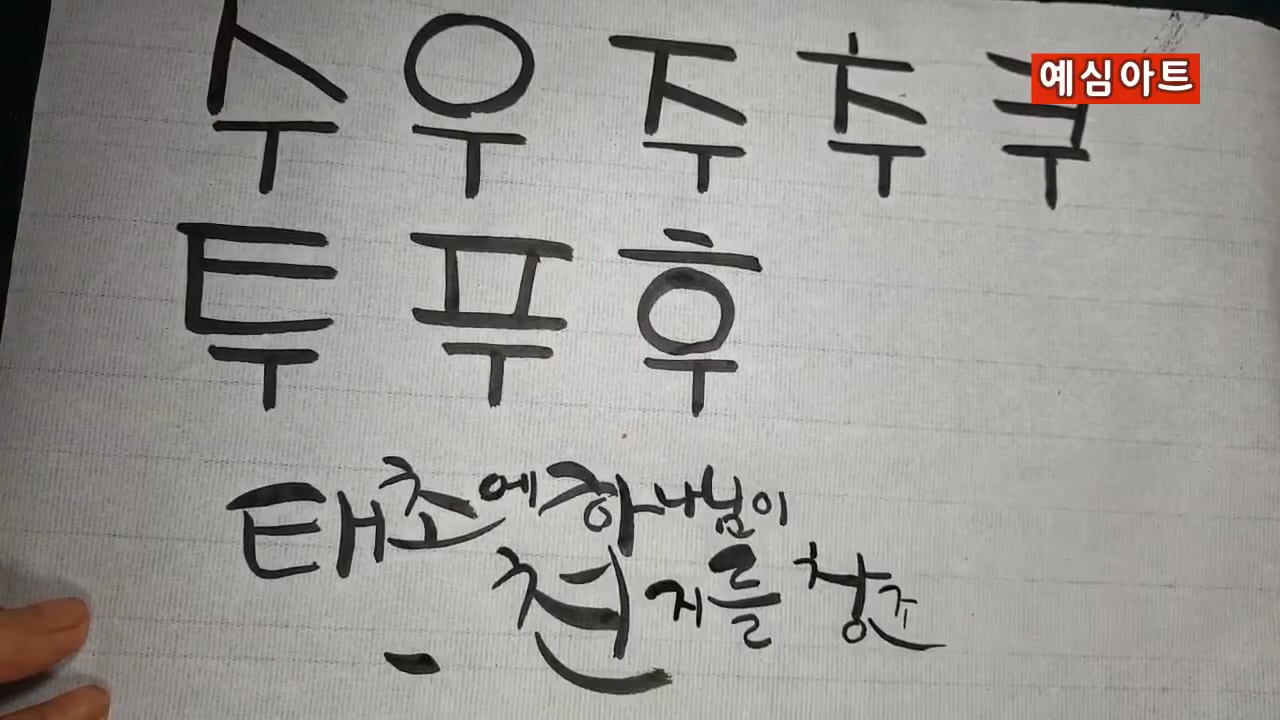 수 우 주 추 쿠
예심아트
투 푸 후
태초에 하나님이
천지를 창조